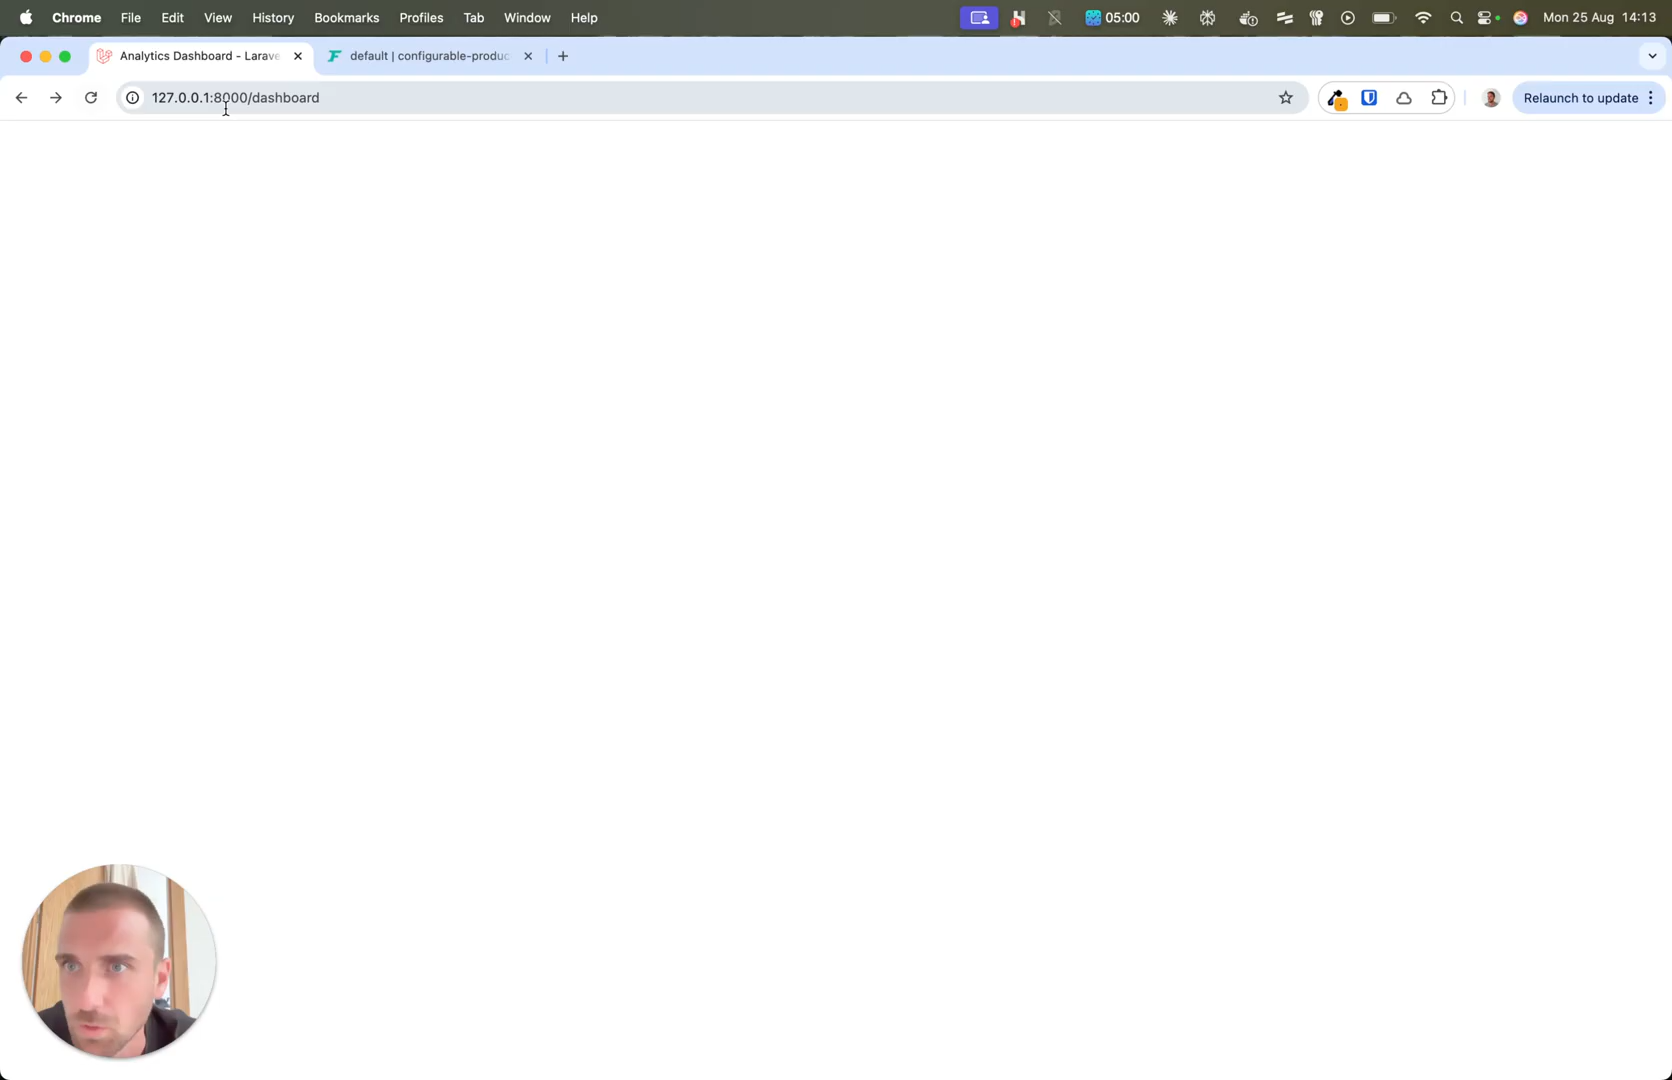 Chrome File Edit View History Bookmarks Profiles Tab Window Help 05:00 Mon 25 Aug 14:13
Analytics Dashboard - Larave default | configurable-produc
127.0.0.1:8000/dashboard Relaunch to update